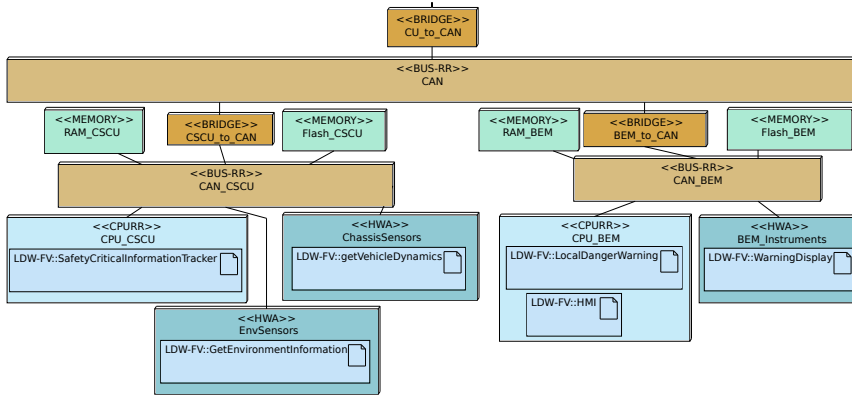 <<BRIDGE>>
CU_to_CAN
<<BUS-RR>>
CAN
<<MEMORY>>
RAM_CSCU
<<BRIDGE>>
CSCU_to_CAN
<<MEMORY>>
Flash_CSCU
<<MEMORY>>
RAM_BEM
<<BRIDGE>>
BEM_to_CAN
<<MEMORY>>
Flash_BEM
<<BUS-RR>>
CAN_CSCU
<<BUS-RR>>
CAN_BEM
<<CPURR>>
CPU_CSCU
LDW-FV::SafetyCriticalInformationTracker
<<HWA>>
ChassisSensors
LDW-FV::getVehicleDynamics
<<CPURR>>
CPU_BEM
LDW-FV::LocalDangerWarning
LDW-FV::HMI
<<HWA>>
BEM_Instruments
LDW-FV::WarningDisplay
<<HWA>>
EnvSensors
LDW-FV::GetEnvironmentInformation